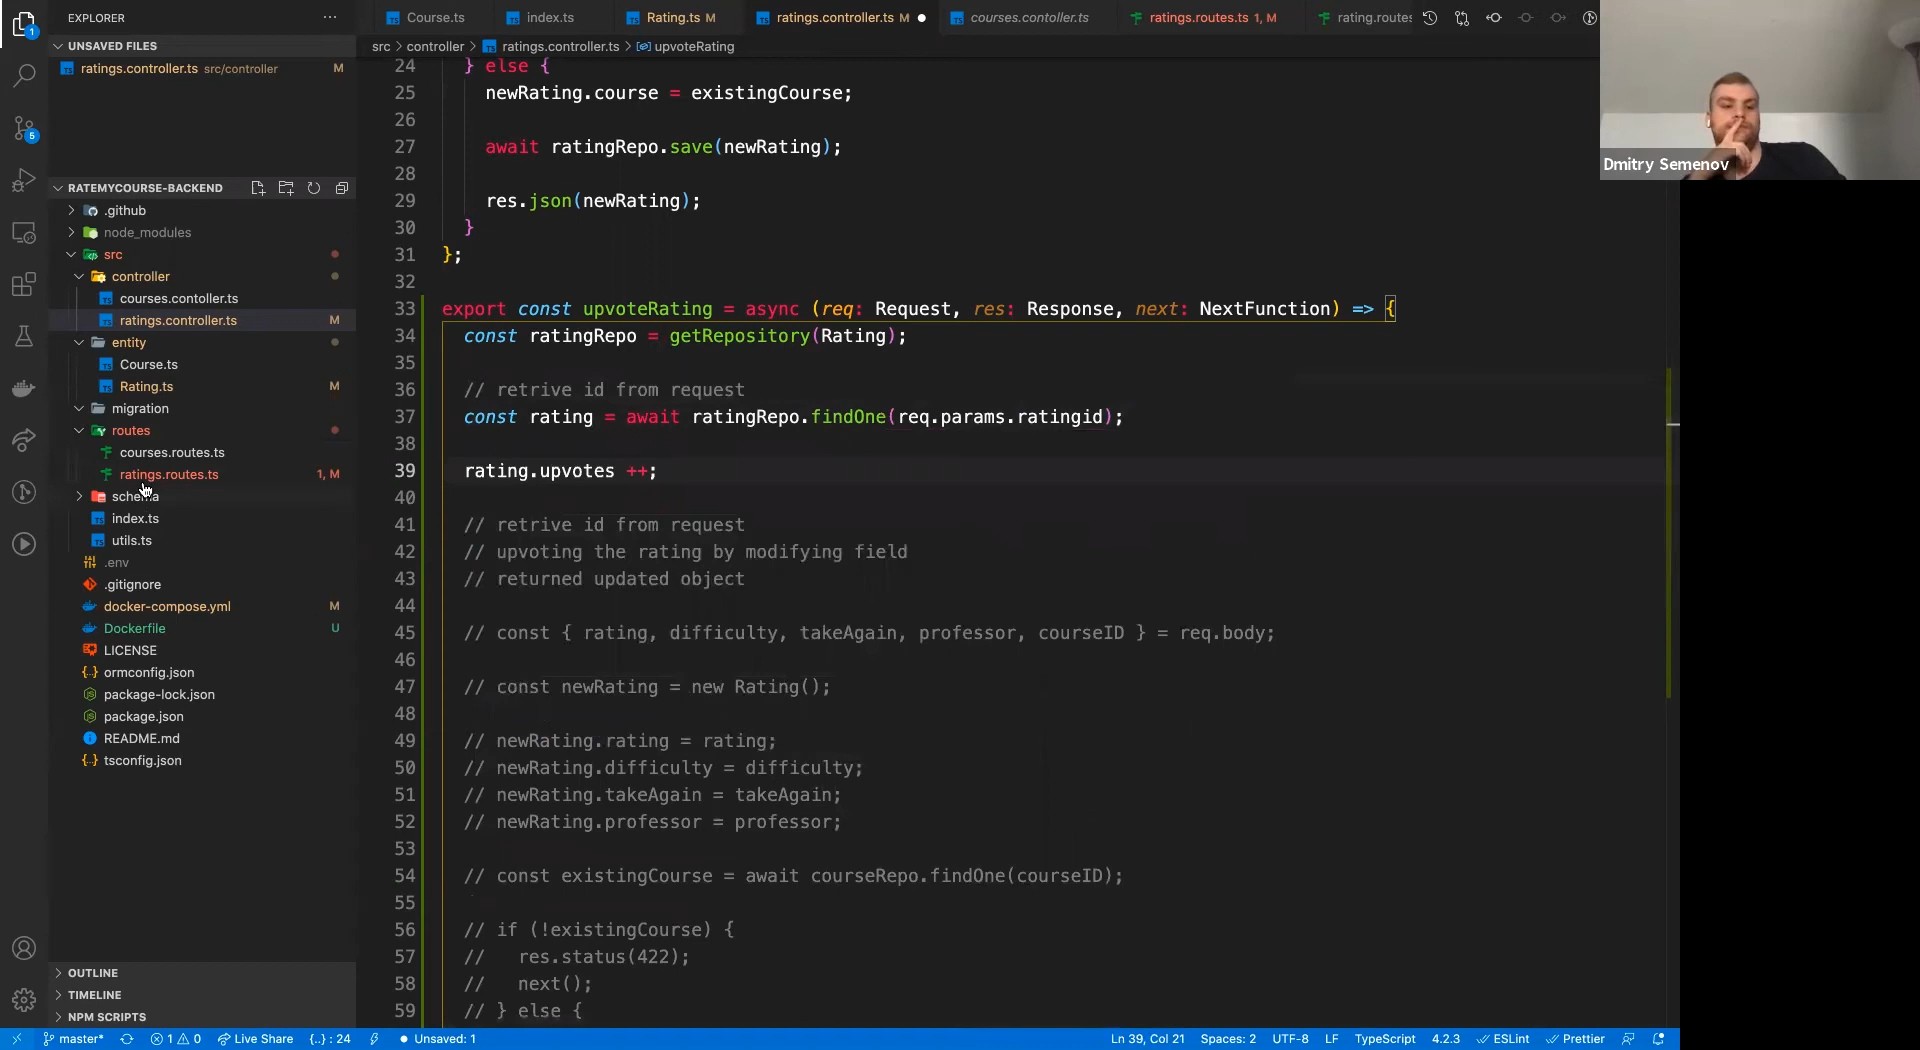 EXPLORER
UNSAVED FILES
ratings.controller.ts src/controller M
RATEMYCOURSE-BACKEND
.github
node_modules
src
controller
courses.contoller.ts
ratings.controller.ts M
entity
Course.ts
Rating.ts M
migration
routes
courses.routes.ts
ratings.routes.ts 1, M
schema
index.ts
utils.ts
.env
.gitignore
docker-compose.yml M
Dockerfile U
LICENSE
ormconfig.json
package-lock.json
package.json
README.md
tsconfig.json
OUTLINE
TIMELINE
NPM SCRIPTS
1
5
Course.ts index.ts Rating.ts M ratings.controller.ts M courses.contoller.ts ratings.routes.ts 1, M rating.routes
src > controller > ratings.controller.ts > upvoteRating
24 } else {
25 newRating.course = existingCourse;
26
27 await ratingRepo.save(newRating);
28
29 res.json(newRating);
30 }
31 };
32
33 export const upvoteRating = async (req: Request, res: Response, next: NextFunction) => {
34 const ratingRepo = getRepository(Rating);
35
36 // retrive id from request
37 const rating = await ratingRepo.findOne(req.params.ratingid);
38
39 rating.upvotes ++;
40
41 // retrive id from request
42 // upvoting the rating by modifying field
43 // returned updated object
44
45 // const { rating, difficulty, takeAgain, professor, courseID } = req.body;
46
47 // const newRating = new Rating();
48
49 // newRating.rating = rating;
50 // newRating.difficulty = difficulty;
51 // newRating.takeAgain = takeAgain;
52 // newRating.professor = professor;
53
54 // const existingCourse = await courseRepo.findOne(courseID);
55
56 // if (!existingCourse) {
57 // res.status(422);
58 // next();
59 // } else {
Dmitry Semenov
master* 1 0 Live Share {..} : 24 Unsaved: 1 Ln 39, Col 21 Spaces: 2 UTF-8 LF TypeScript 4.2.3 ESLint Prettier